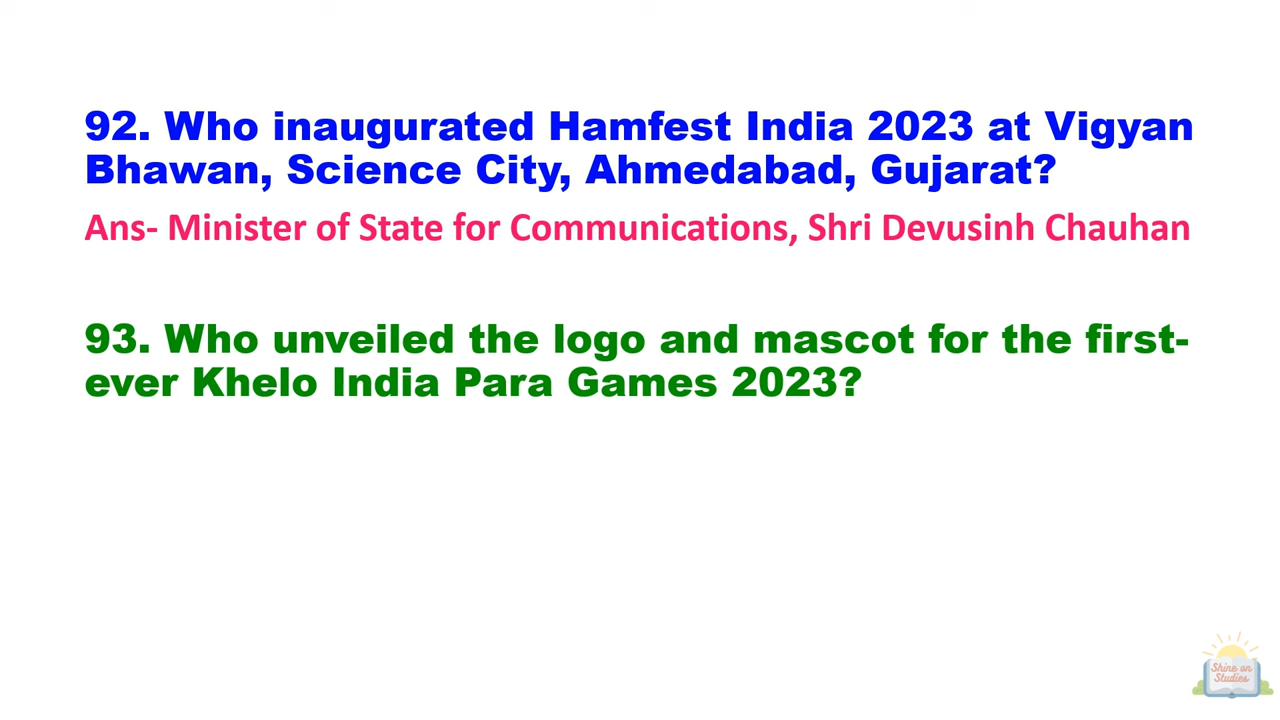 92. Who inaugurated Hamfest India 2023 at Vigyan
Bhawan, Science City, Ahmedabad, Gujarat?
Ans- Minister of State for Communications, Shri Devusinh Chauhan
93. Who unveiled the logo and mascot for the first-
ever Khelo India Para Games 2023?
Shine on
Studies